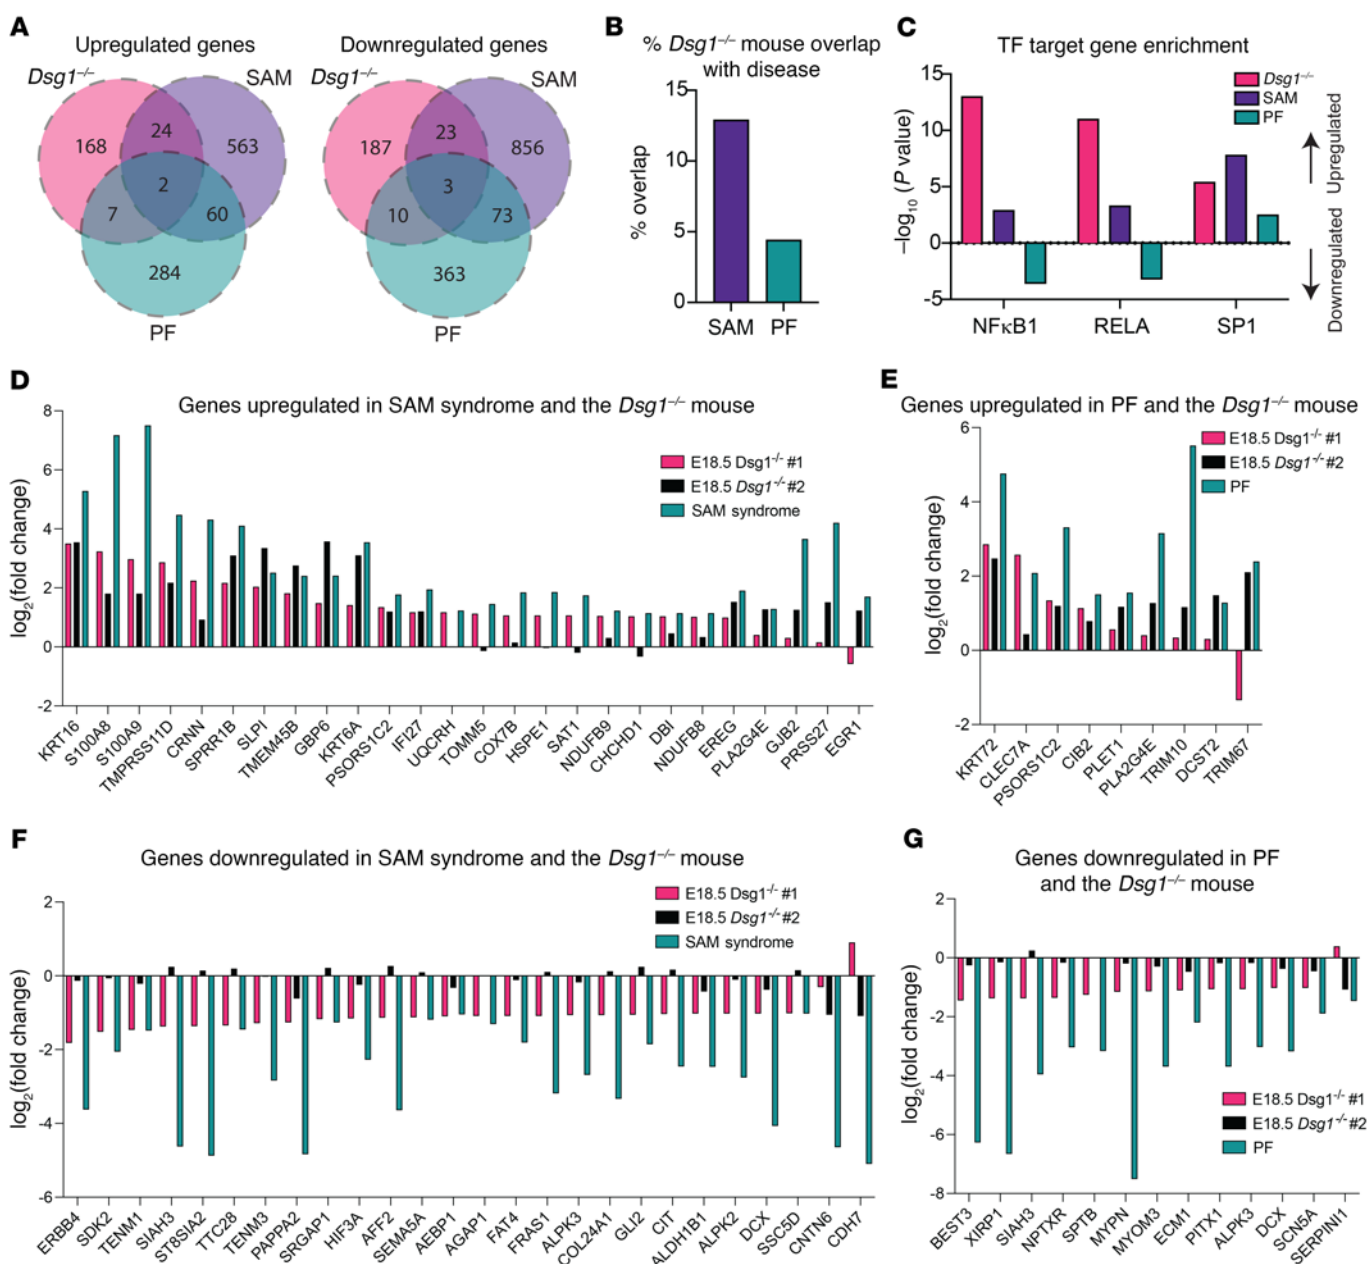 A
Upregulated genes
Dsg1–/–
SAM
168
24
563
2
7
60
284
PF
Downregulated genes
Dsg1–/–
SAM
187
23
856
3
10
73
363
PF
B
% Dsg1–/– mouse overlap
with disease
% overlap
15
10
5
0
SAM PF
C
TF target gene enrichment
–log10 (P value)
15
10
5
0
-5
Dsg1–/–
SAM
PF
Upregulated
Downregulated
NFκB1 RELA SP1
D
Genes upregulated in SAM syndrome and the Dsg1–/– mouse
log2(fold change)
8
6
4
2
0
-2
E18.5 Dsg1-/- #1
E18.5 Dsg1-/- #2
SAM syndrome
KRT16
S100A8
S100A9
TMPRSS11D
CRNN
SPRR1B
SLPI
TMEM45B
GBP6
KRT6A
PSORS1C2
IFI27
UQCRH
TOMM5
COX7B
HSPE1
SAT1
NDUFB9
CHCHD1
DBI
NDUFB8
EREG
PLA2G4E
GJB2
PRSS27
EGR1
E
Genes upregulated in PF and the Dsg1–/– mouse
log2(fold change)
6
4
2
0
-2
E18.5 Dsg1-/- #1
E18.5 Dsg1-/- #2
PF
KRT72
CLEC7A
PSORS1C2
CIB2
PLET1
PLA2G4E
TRIM10
DCST2
TRIM67
F
Genes downregulated in SAM syndrome and the Dsg1–/– mouse
log2(fold change)
2
0
-2
-4
-6
E18.5 Dsg1-/- #1
E18.5 Dsg1-/- #2
SAM syndrome
ERBB4
SDK2
TENM1
SIAH3
ST8SIA2
TTC28
TENM3
PAPPA2
SRGAP1
HIF3A
AFF2
SEMA5A
AEBP1
AGAP1
FAT4
FRAS1
ALPK3
COL24A1
GLI2
CIT
ALDH1B1
ALPK2
DCX
SSC5D
CNTN6
CDH7
G
Genes downregulated in PF
and the Dsg1–/– mouse
log2(fold change)
2
0
-2
-4
-6
-8
E18.5 Dsg1-/- #1
E18.5 Dsg1-/- #2
PF
BEST3
XIRP1
SIAH3
NPTXR
SPTB
MYPN
MYOM3
ECM1
PITX1
ALPK3
DCX
SCN5A
SERPINI1